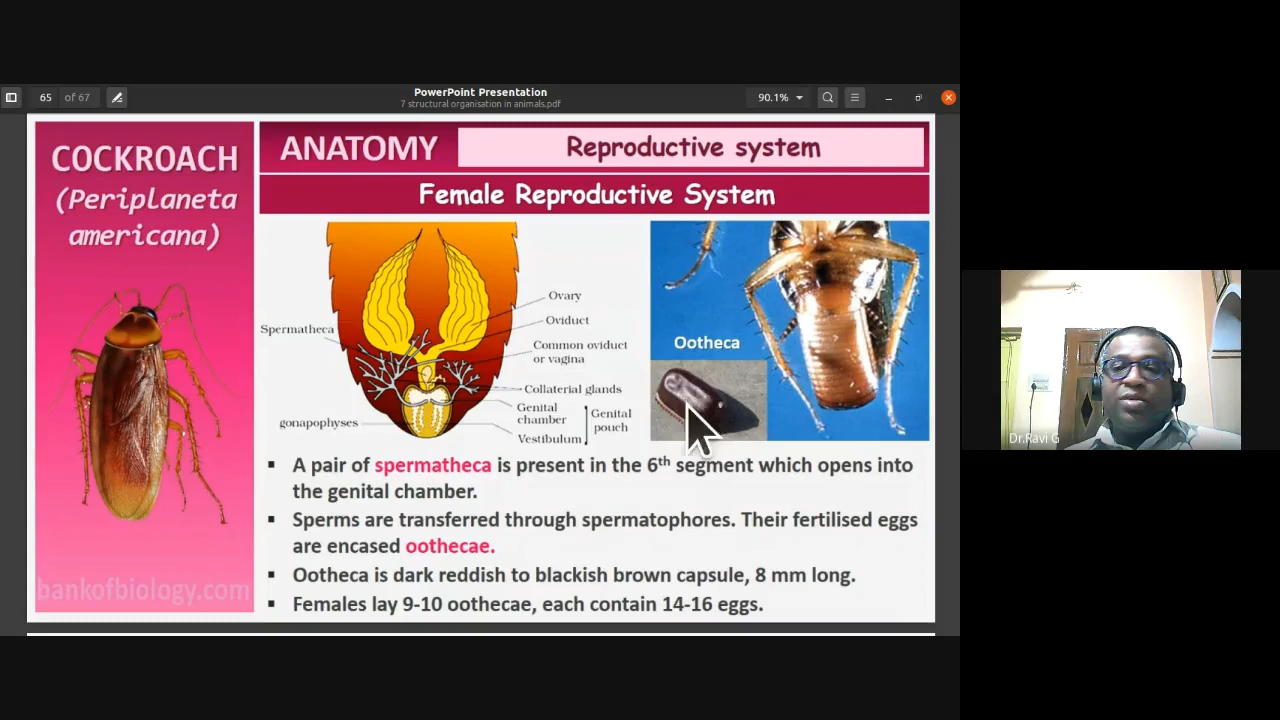 PowerPoint Presentation
65 of 67
7 structural organisation in animals.pdf
90.1%
COCKROACH
(Periplaneta
americana)
bankofbiology.com
ANATOMY
Reproductive system
Female Reproductive System
Spermatheca
gonapophyses
Ovary
Oviduct
Common oviduct
or vagina
Collaterial glands
Genital
chamber
Vestibulum
Genital
pouch
Ootheca
▪ A pair of spermatheca is present in the 6th segment which opens into
the genital chamber.
▪ Sperms are transferred through spermatophores. Their fertilised eggs
are encased oothecae.
▪ Ootheca is dark reddish to blackish brown capsule, 8 mm long.
▪ Females lay 9-10 oothecae, each contain 14-16 eggs.
Dr.Ravi G